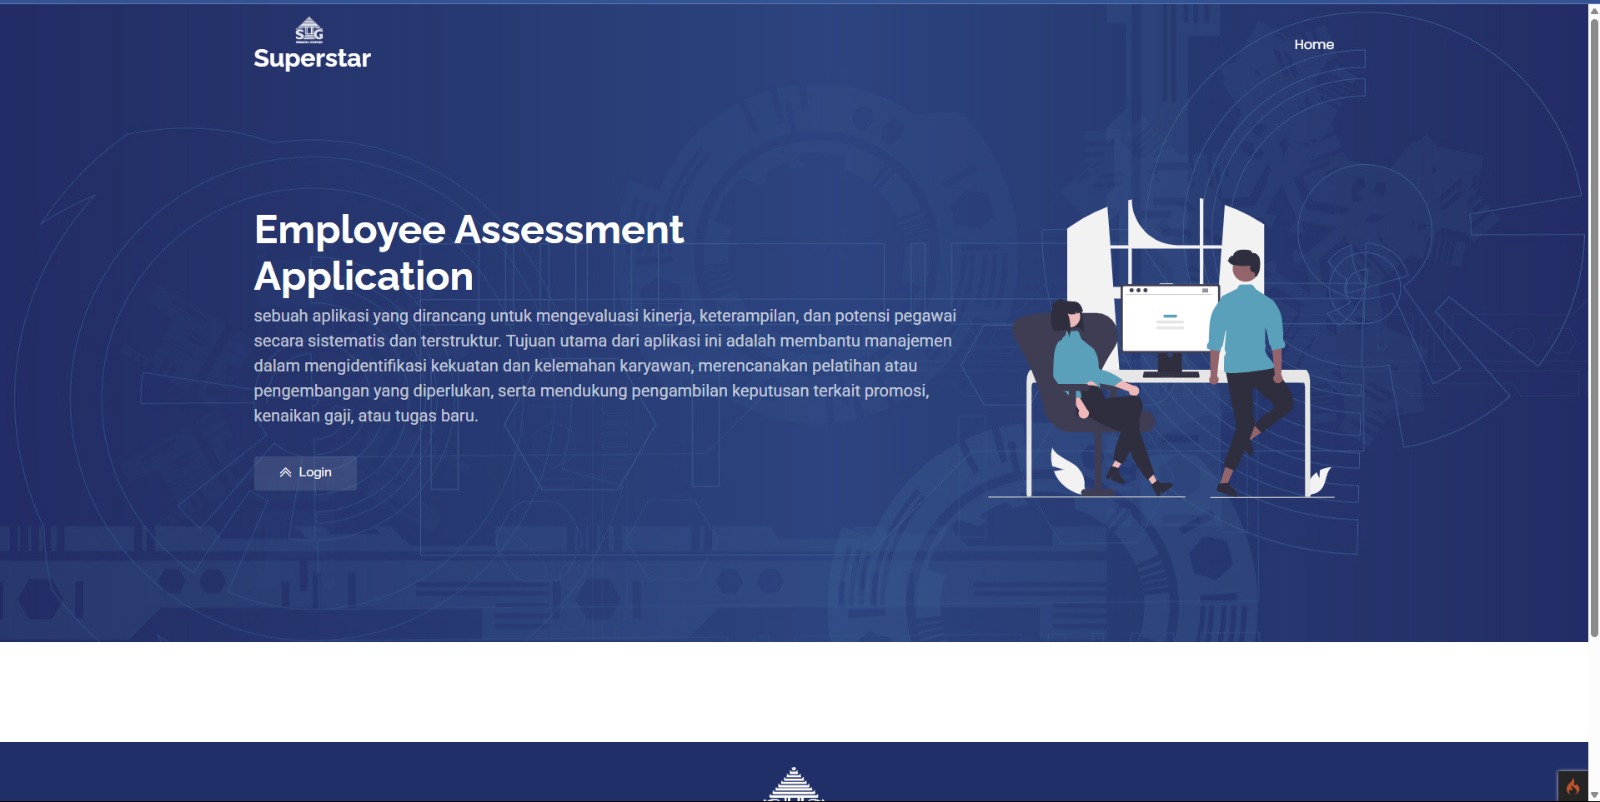 SUG
Superstar
Home
Employee Assessment
Application
sebuah aplikasi yang dirancang untuk mengevaluasi kinerja, keterampilan, dan potensi pegawai
secara sistematis dan terstruktur. Tujuan utama dari aplikasi ini adalah membantu manajemen
dalam mengidentifikasi kekuatan dan kelemahan karyawan, merencanakan pelatihan atau
pengembangan yang diperlukan, serta mendukung pengambilan keputusan terkait promosi,
kenaikan gaji, atau tugas baru.
Login